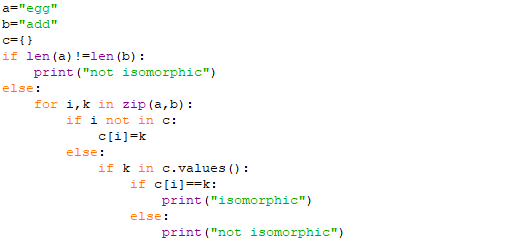 a="egg"
b="add"
c={}
if len(a)!=len(b):
    print("not isomorphic")
else:
    for i,k in zip(a,b):
        if i not in c:
            c[i]=k
        else:
            if k in c.values():
                if c[i]==k:
                    print("isomorphic")
                else:
                    print("not isomorphic")